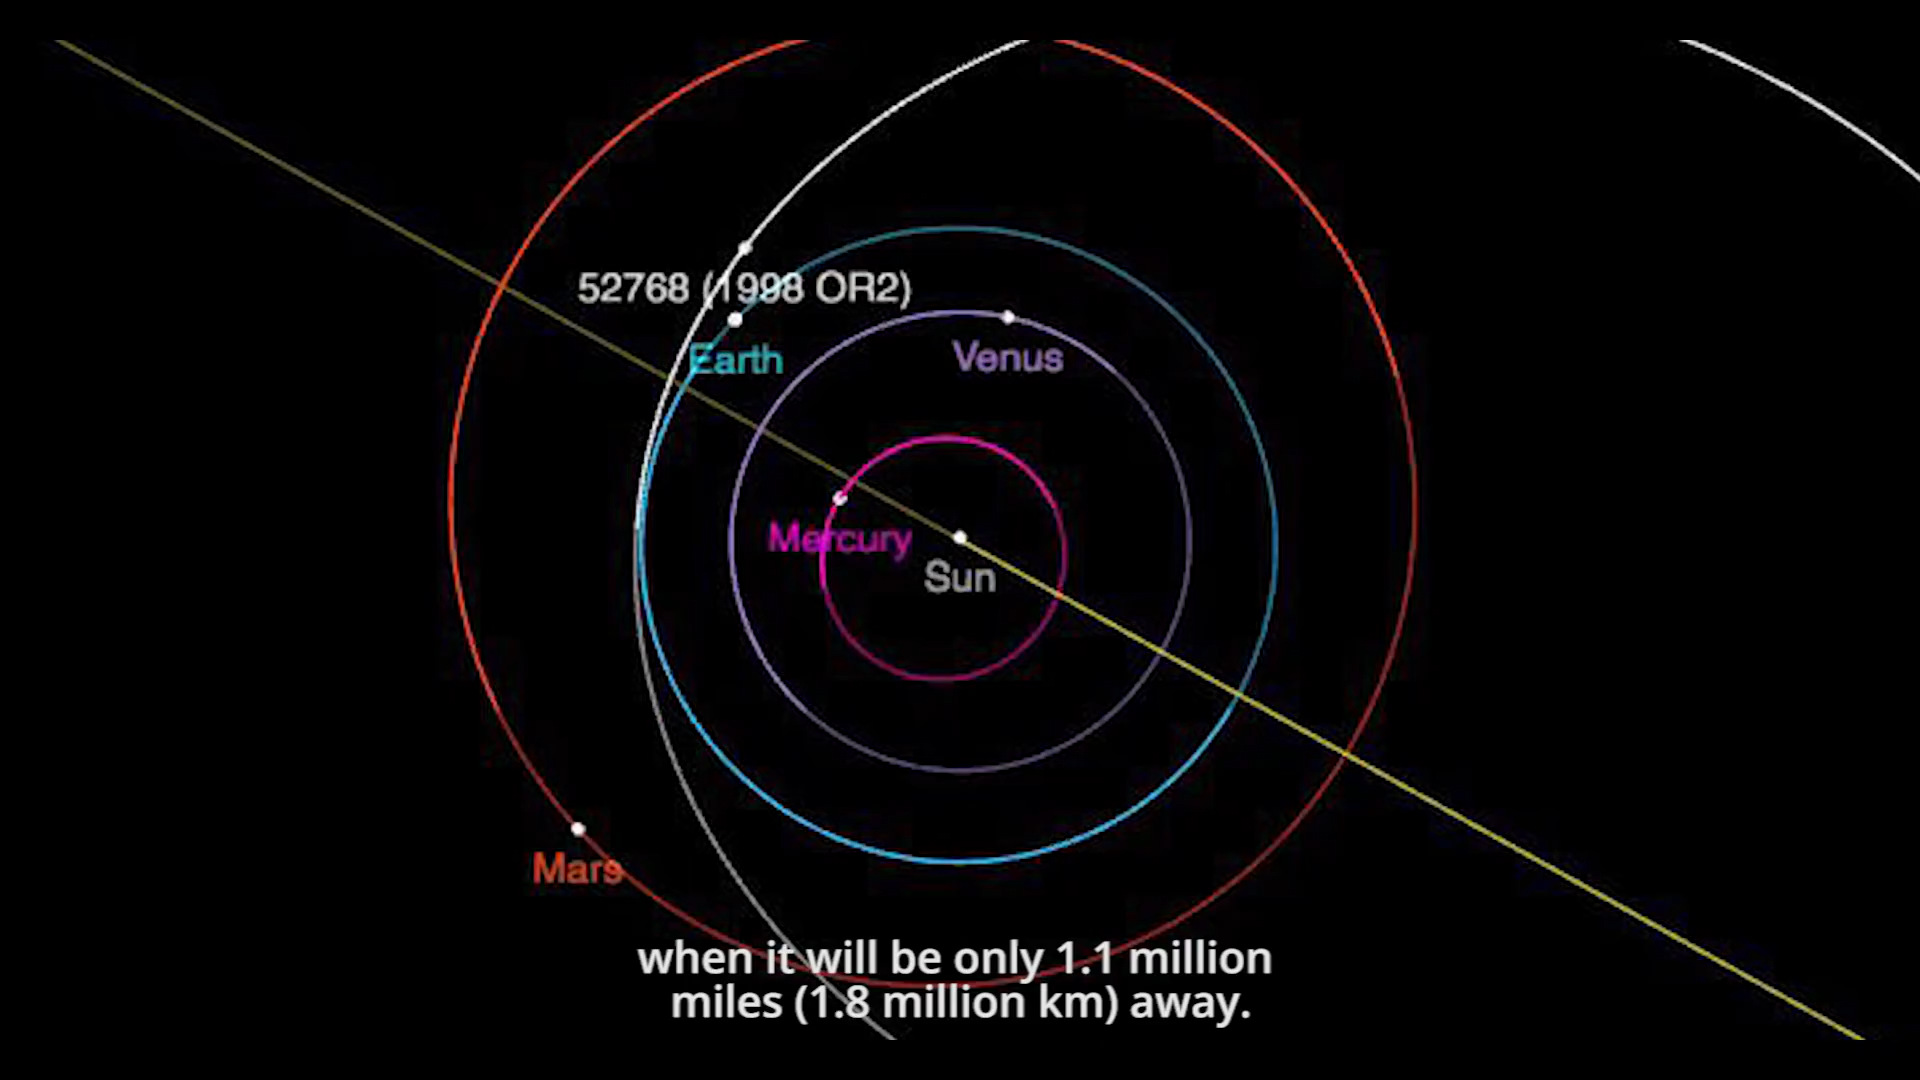 52768 (1998 OR2)
Earth
Venus
Mercury
Sun
Mars
when it will be only 1.1 million
miles (1.8 million km) away.